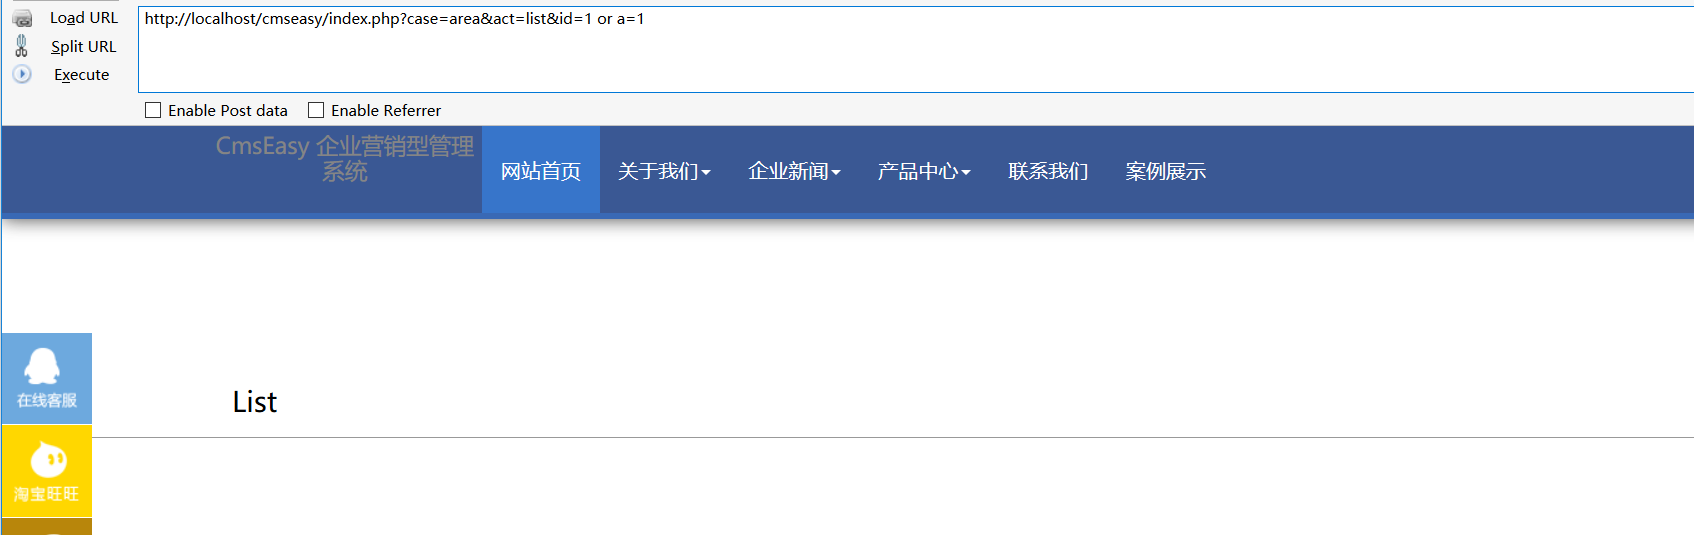 Load URL
http://localhost/cmseasy/index.php?case=area&act=list&id=1 or a=1
Split URL
Execute
Enable Post data Enable Referrer
CmsEasy 企业营销型管理
系统
网站首页 关于我们 企业新闻 产品中心 联系我们 案例展示
在线客服
List
淘宝旺旺